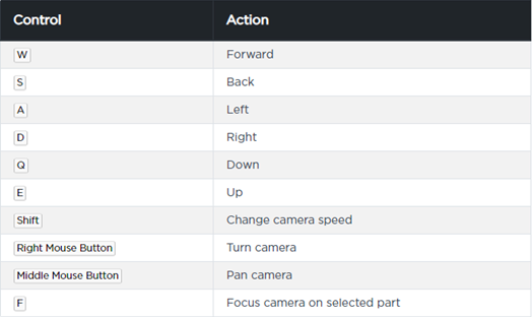 Control Action
W Forward
S Back
A Left
D Right
Q Down
E Up
Shift Change camera speed
Right Mouse Button Turn camera
Middle Mouse Button Pan camera
F Focus camera on selected part